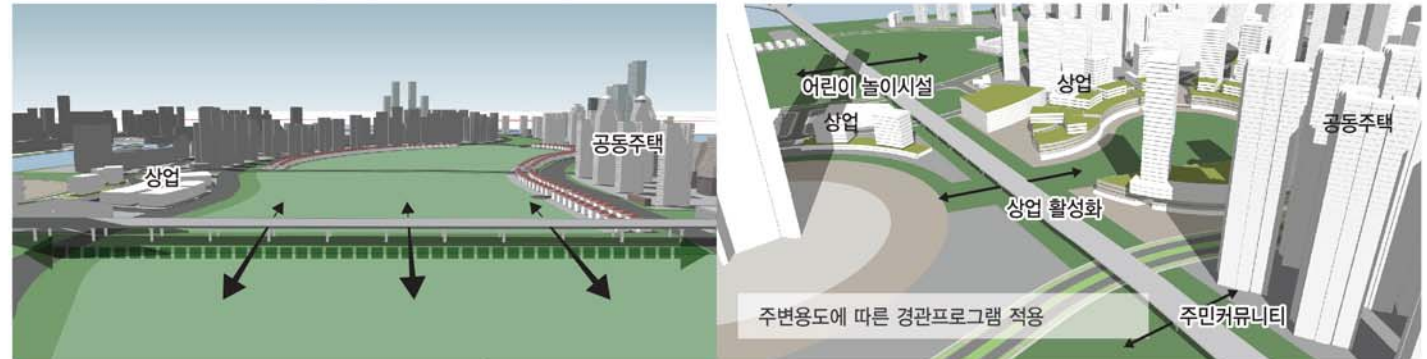 상업
공동주택
어린이 놀이시설
상업
상업
공동주택
상업 활성화
주변용도에 따른 경관프로그램 적용
주민커뮤니티